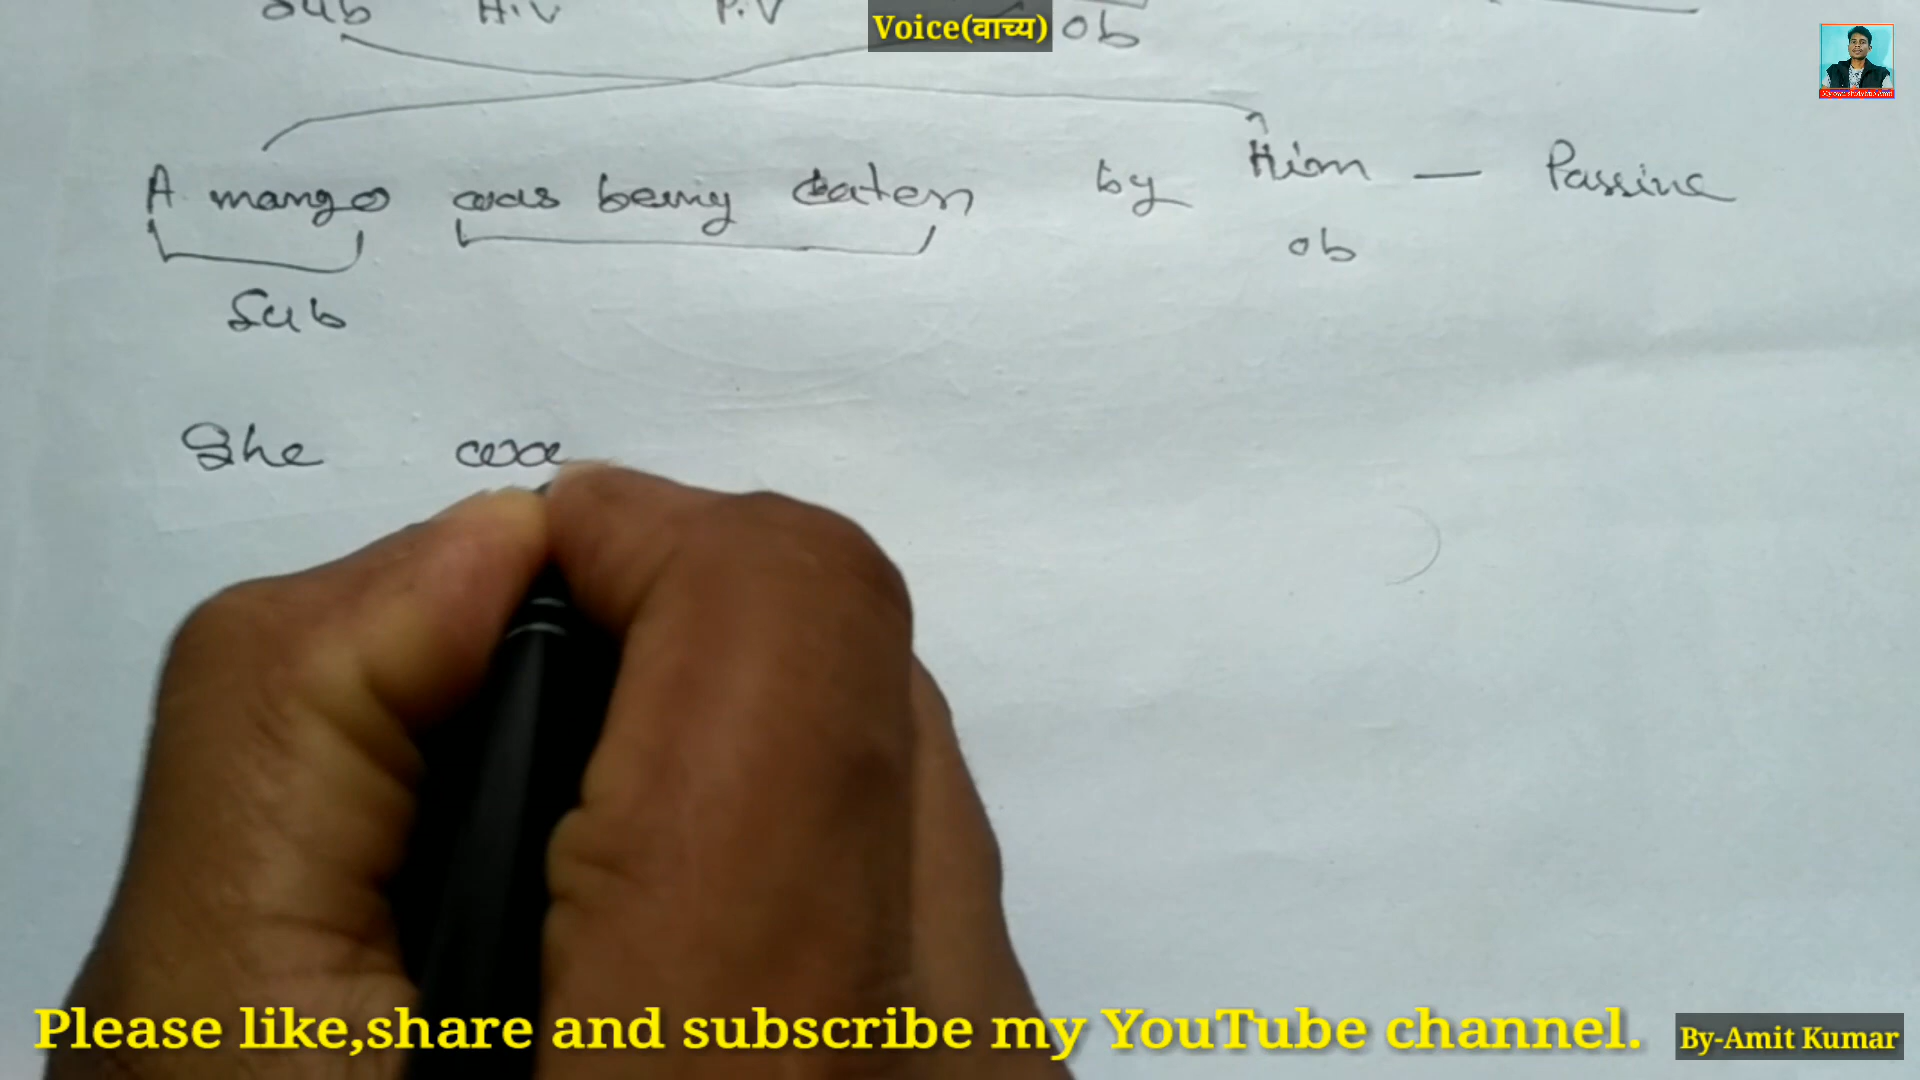 Sub H.V P.V ob
Voice(वाच्य)
A mango was being eaten by Him — Passive
ob
Sub
She wa
Please like,share and subscribe my YouTube channel.
By-Amit Kumar